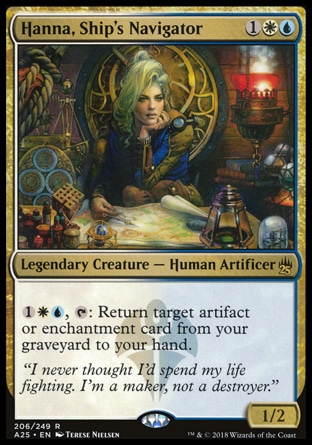 Hanna, Ship's Navigator 1
Legendary Creature — Human Artificer
1, : Return target artifact
or enchantment card from your
graveyard to your hand.
"I never thought I'd spend my life
fighting. I'm a maker, not a destroyer."
1/2
206/249 R
A25 • EN Terese Nielsen
™ & © 2018 Wizards of the Coast